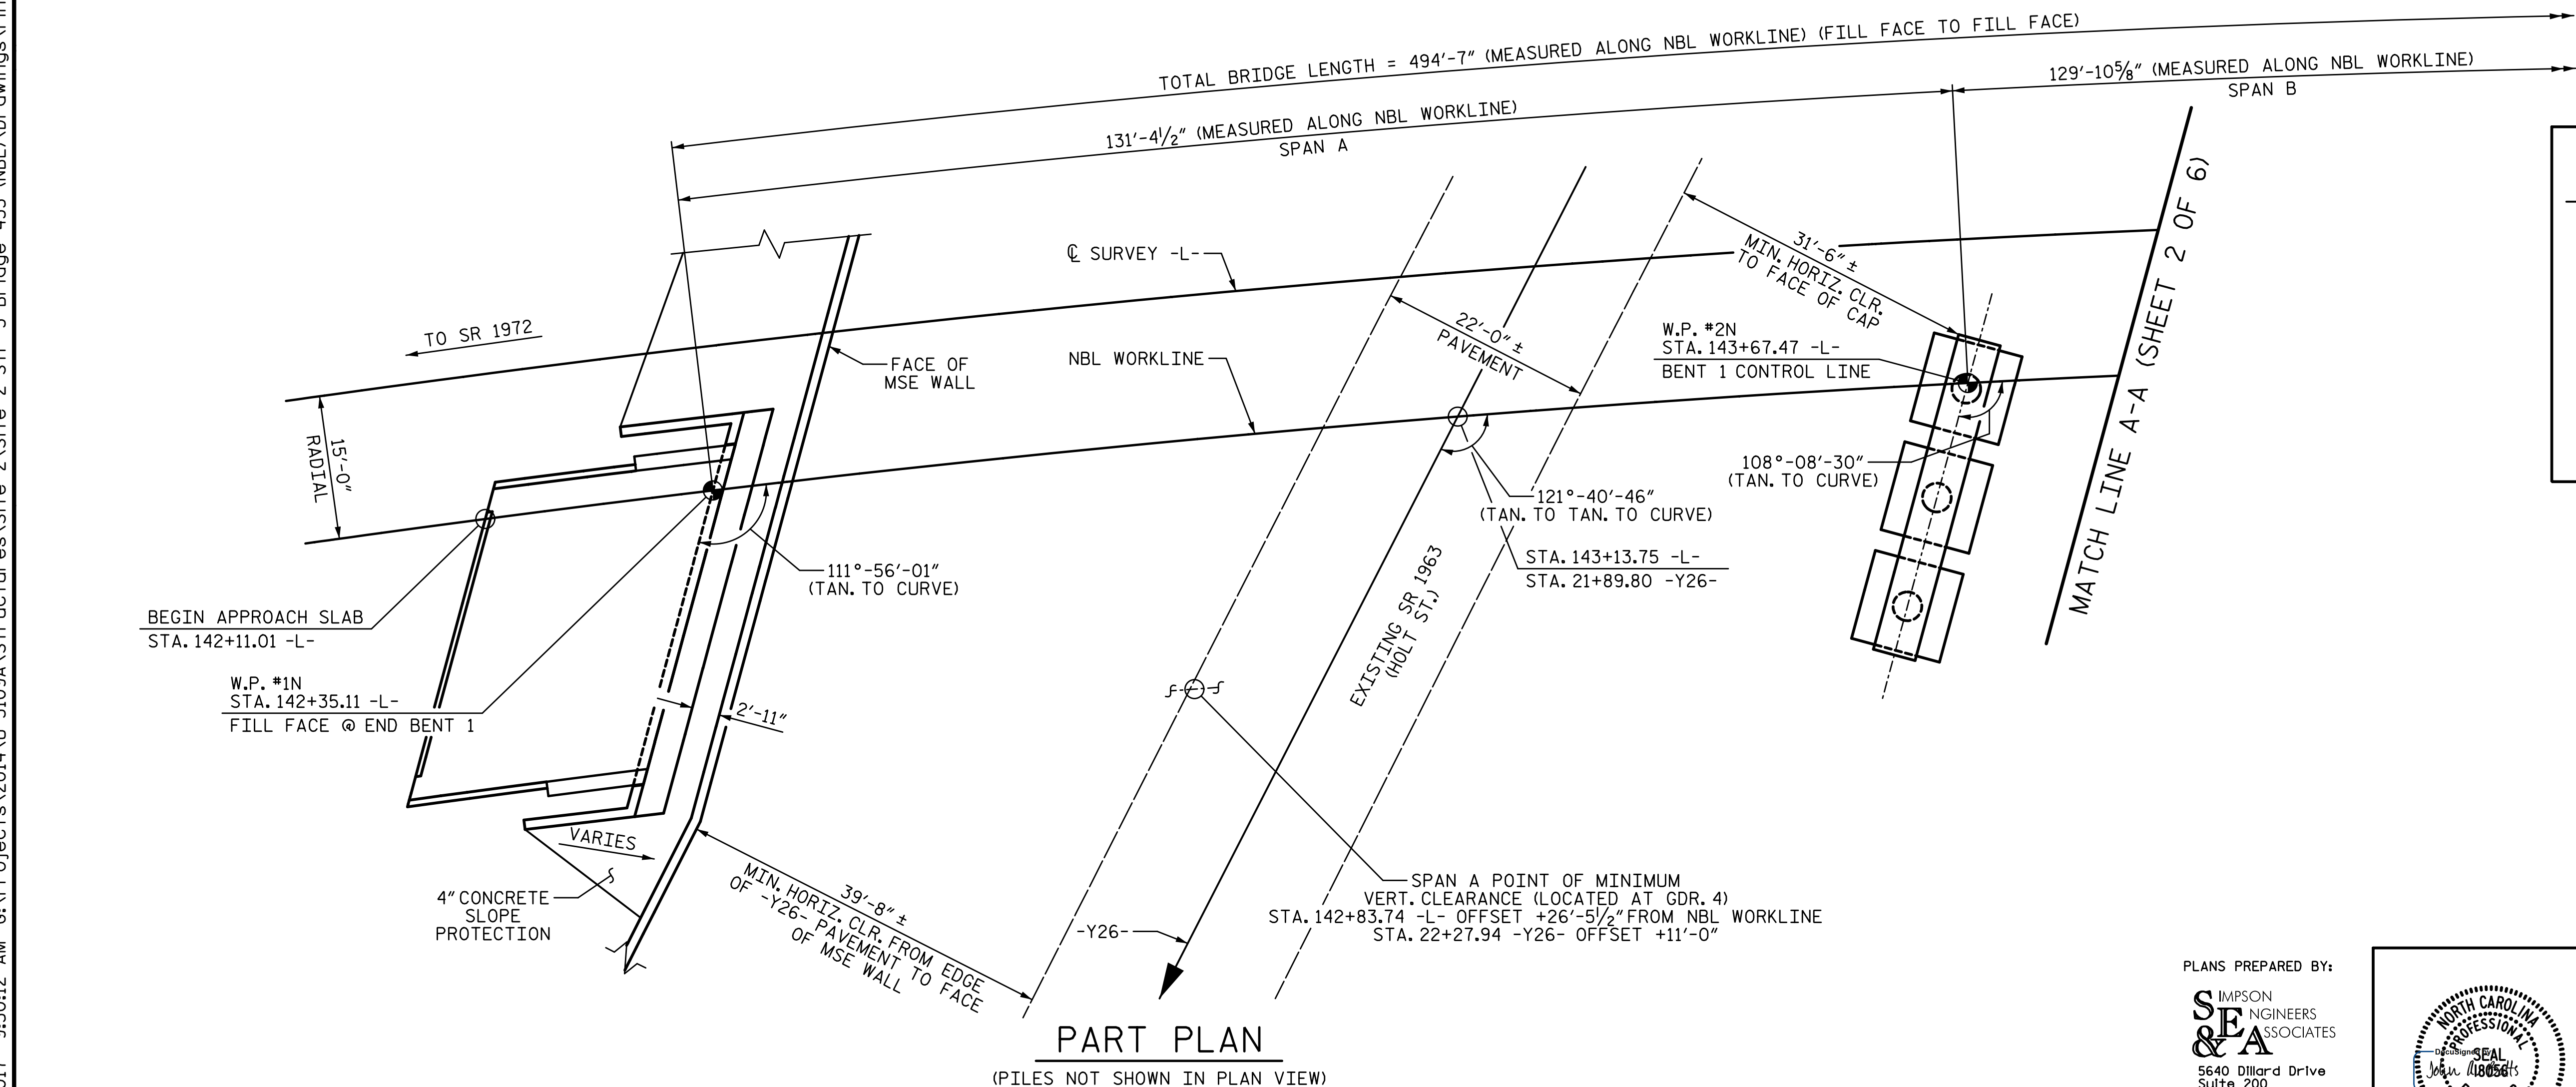 TOTAL BRIDGE LENGTH = 494'-7" (MEASURED ALONG NBL WORKLINE) (FILL FACE TO FILL FACE)
129'-10⅝" (MEASURED ALONG NBL WORKLINE)
SPAN B
131'-4½" (MEASURED ALONG NBL WORKLINE)
SPAN A
℄ SURVEY -L-
31'-6" ±
MIN. HORIZ. CLR.
TO FACE OF CAP
MATCH LINE A-A (SHEET 2 OF 6)
TO SR 1972
22'-0" ±
PAVEMENT
W.P. #2N
STA. 143+67.47 -L-
BENT 1 CONTROL LINE
FACE OF
MSE WALL
NBL WORKLINE
15'-0"
RADIAL
108°-08'-30"
(TAN. TO CURVE)
121°-40'-46"
(TAN. TO TAN. TO CURVE)
STA. 143+13.75 -L-
STA. 21+89.80 -Y26-
111°-56'-01"
(TAN. TO CURVE)
EXISTING SR 1963
(HOLT ST.)
BEGIN APPROACH SLAB
STA. 142+11.01 -L-
W.P. #1N
STA. 142+35.11 -L-
FILL FACE @ END BENT 1
2'-11"
VARIES
4" CONCRETE
SLOPE
PROTECTION
39'-8" ±
MIN. HORIZ. CLR. FROM EDGE
OF -Y26- PAVEMENT TO FACE
OF MSE WALL
-Y26-
SPAN A POINT OF MINIMUM
VERT. CLEARANCE (LOCATED AT GDR. 4)
STA. 142+83.74 -L- OFFSET +26'-5½" FROM NBL WORKLINE
STA. 22+27.94 -Y26- OFFSET +11'-0"
PART PLAN
(PILES NOT SHOWN IN PLAN VIEW)
PLANS PREPARED BY:
SIMPSON
ENGINEERS
& ASSOCIATES
5640 Dillard Drive
Suite 200
NORTH CAROLINA
PROFESSIONAL
SEAL
18056